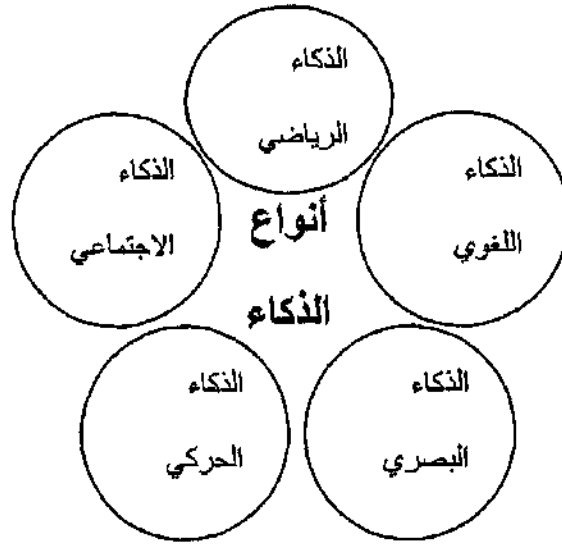 الذكاء
الرياضي
الذكاء
اللغوي
الذكاء
الاجتماعي
أنواع
الذكاء
الذكاء
البصري
الذكاء
الحركي